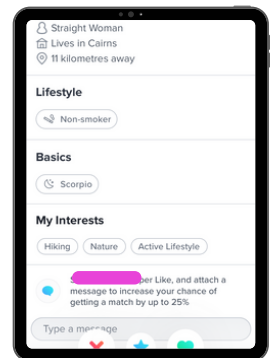 Straight Woman
Lives in Cairns
11 kilometres away
Lifestyle
Non-smoker
Basics
Scorpio
My Interests
Hiking Nature Active Lifestyle
Like, and attach a
message to increase your chance of
getting a match by up to 25%
Type a message